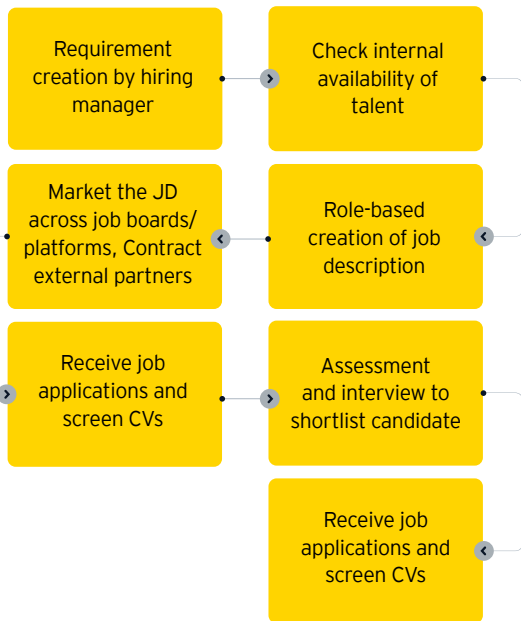 Requirement
creation by hiring
manager
Check internal
availability of
talent
Role-based
creation of job
description
Market the JD
across job boards/
platforms, Contract
external partners
Receive job
applications and
screen CVs
Assessment
and interview to
shortlist candidate
Receive job
applications and
screen CVs